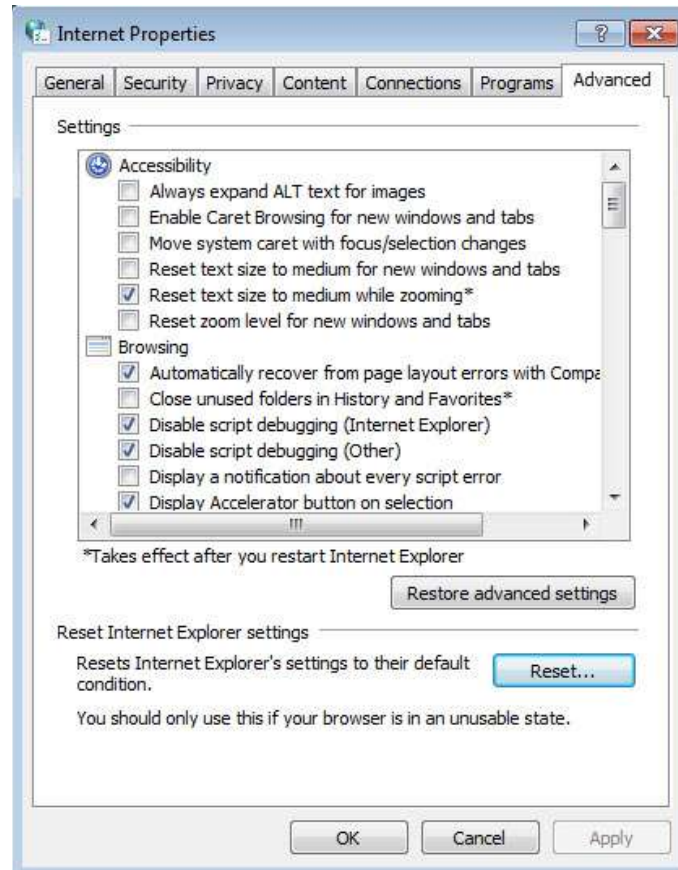 Internet Properties
General Security Privacy Content Connections Programs Advanced
Settings
Accessibility
Always expand ALT text for images
Enable Caret Browsing for new windows and tabs
Move system caret with focus/selection changes
Reset text size to medium for new windows and tabs
Reset text size to medium while zooming*
Reset zoom level for new windows and tabs
Browsing
Automatically recover from page layout errors with Compa
Close unused folders in History and Favorites*
Disable script debugging (Internet Explorer)
Disable script debugging (Other)
Display a notification about every script error
Display Accelerator button on selection
*Takes effect after you restart Internet Explorer
Restore advanced settings
Reset Internet Explorer settings
Resets Internet Explorer's settings to their default
condition.
Reset...
You should only use this if your browser is in an unusable state.
OK Cancel Apply